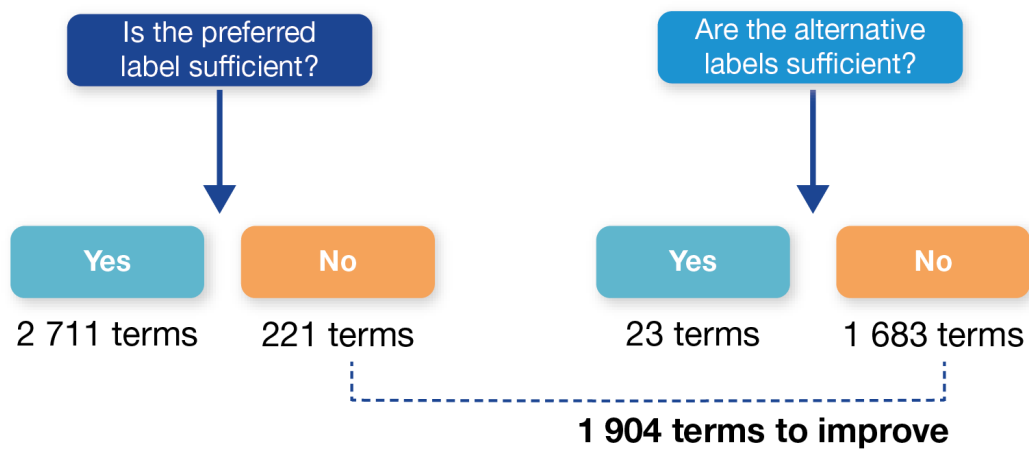 Is the preferred
label sufficient?
Are the alternative
labels sufficient?
Yes
No
Yes
No
2 711 terms
221 terms
23 terms
1 683 terms
1 904 terms to improve